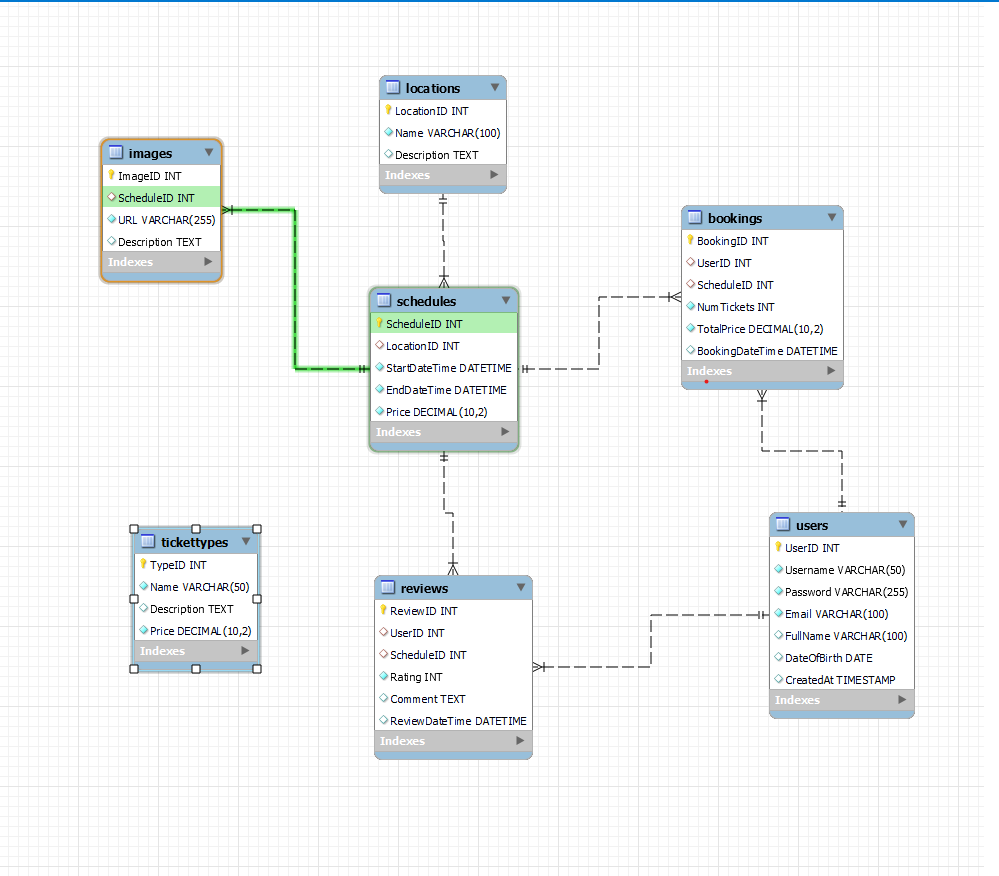 locations
LocationID INT
Name VARCHAR(100)
Description TEXT
Indexes
images
ImageID INT
ScheduleID INT
URL VARCHAR(255)
Description TEXT
Indexes
bookings
BookingID INT
UserID INT
ScheduleID INT
NumTickets INT
TotalPrice DECIMAL(10,2)
BookingDateTime DATETIME
Indexes
schedules
ScheduleID INT
LocationID INT
StartDateTime DATETIME
EndDateTime DATETIME
Price DECIMAL(10,2)
Indexes
tickettypes
TypeID INT
Name VARCHAR(50)
Description TEXT
Price DECIMAL(10,2)
Indexes
reviews
ReviewID INT
UserID INT
ScheduleID INT
Rating INT
Comment TEXT
ReviewDateTime DATETIME
Indexes
users
UserID INT
Username VARCHAR(50)
Password VARCHAR(255)
Email VARCHAR(100)
FullName VARCHAR(100)
DateOfBirth DATE
CreatedAt TIMESTAMP
Indexes